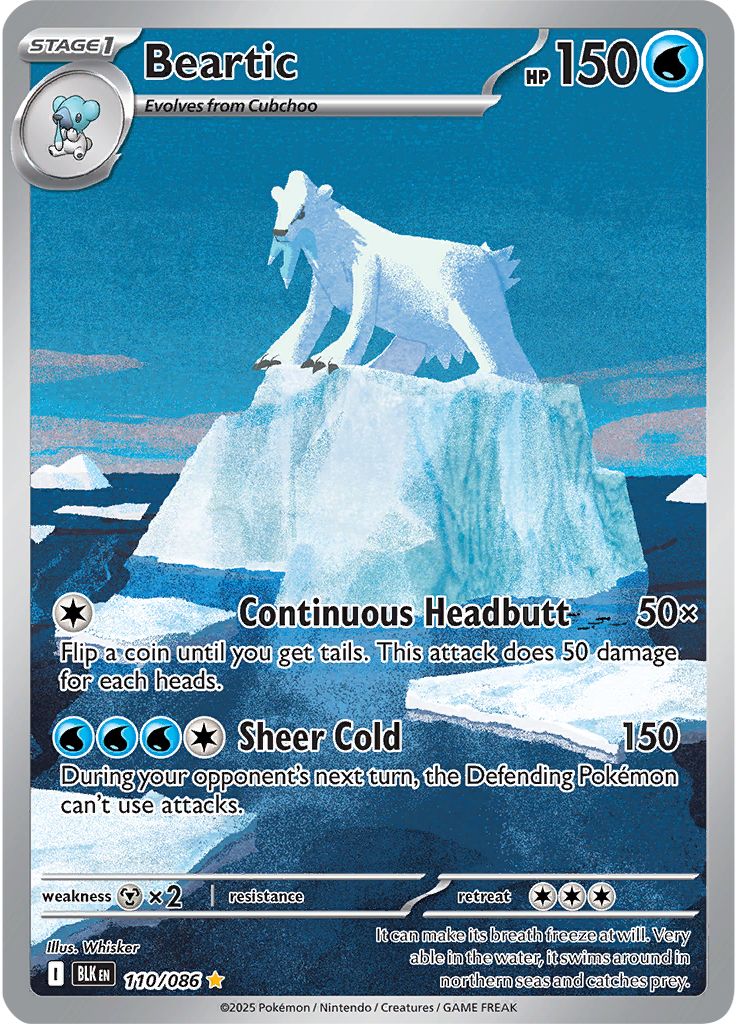 STAGE1
Beartic
HP 150
Evolves from Cubchoo
Continuous Headbutt 50×
Flip a coin until you get tails. This attack does 50 damage
for each heads.
Sheer Cold 150
During your opponent's next turn, the Defending Pokémon
can't use attacks.
weakness ×2 resistance retreat
Illus. Whisker
It can make its breath freeze at will. Very
able in the water, it swims around in
northern seas and catches prey.
I BLK EN 110/086
©2025 Pokémon / Nintendo / Creatures / GAME FREAK